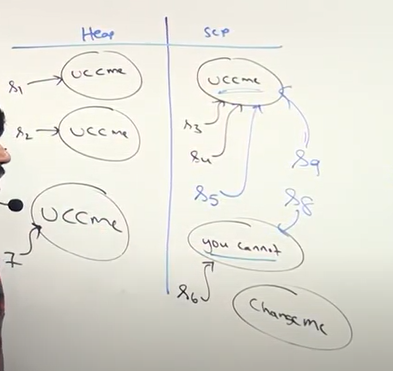 Heap
SCP
S1
UCCme
S2
UCCme
UCCme
7
UCCme
S3
S4
S5
S9
S8
you cannot
S6
Changeme